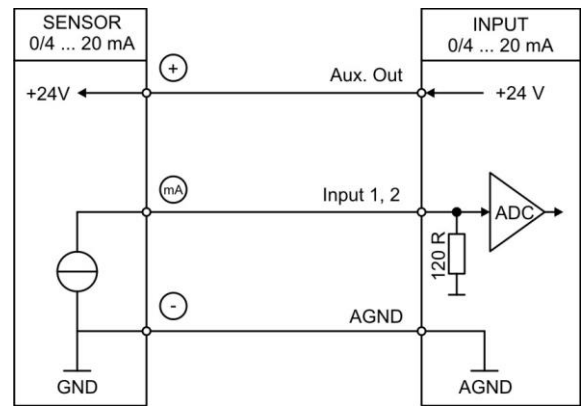 SENSOR
0/4 ... 20 mA
INPUT
0/4 ... 20 mA
+
Aux. Out
+24V
+24 V
mA
Input 1, 2
ADC
120 R
-
AGND
GND
AGND